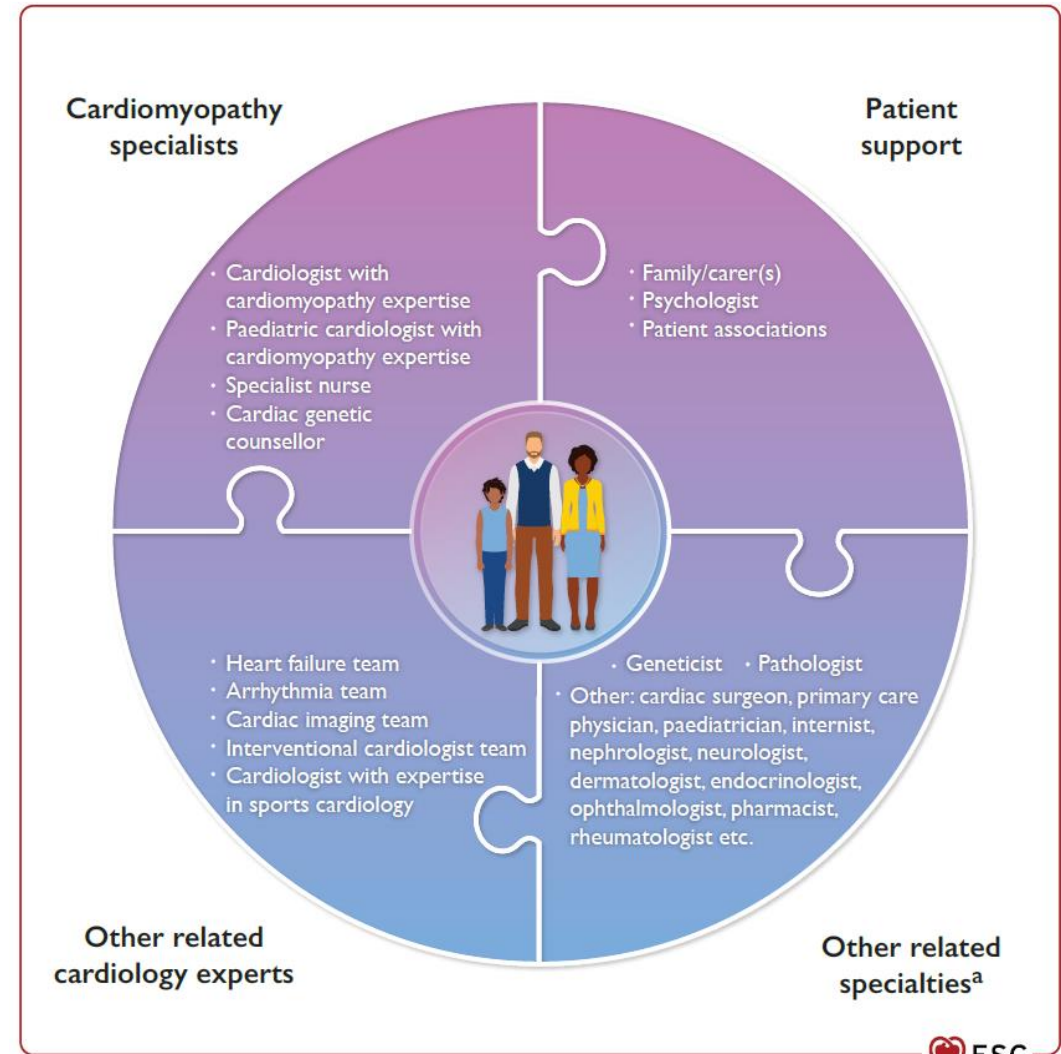 Cardiomyopathy
specialists
Patient
support
· Cardiologist with
cardiomyopathy expertise
· Paediatric cardiologist with
cardiomyopathy expertise
· Specialist nurse
· Cardiac genetic
counsellor
· Family/carer(s)
· Psychologist
· Patient associations
· Heart failure team
· Arrhythmia team
· Cardiac imaging team
· Interventional cardiologist team
· Cardiologist with expertise
in sports cardiology
· Geneticist · Pathologist
· Other: cardiac surgeon, primary care
physician, paediatrician, internist,
nephrologist, neurologist,
dermatologist, endocrinologist,
ophthalmologist, pharmacist,
rheumatologist etc.
Other related
cardiology experts
Other related
specialtiesᵃ
ESC